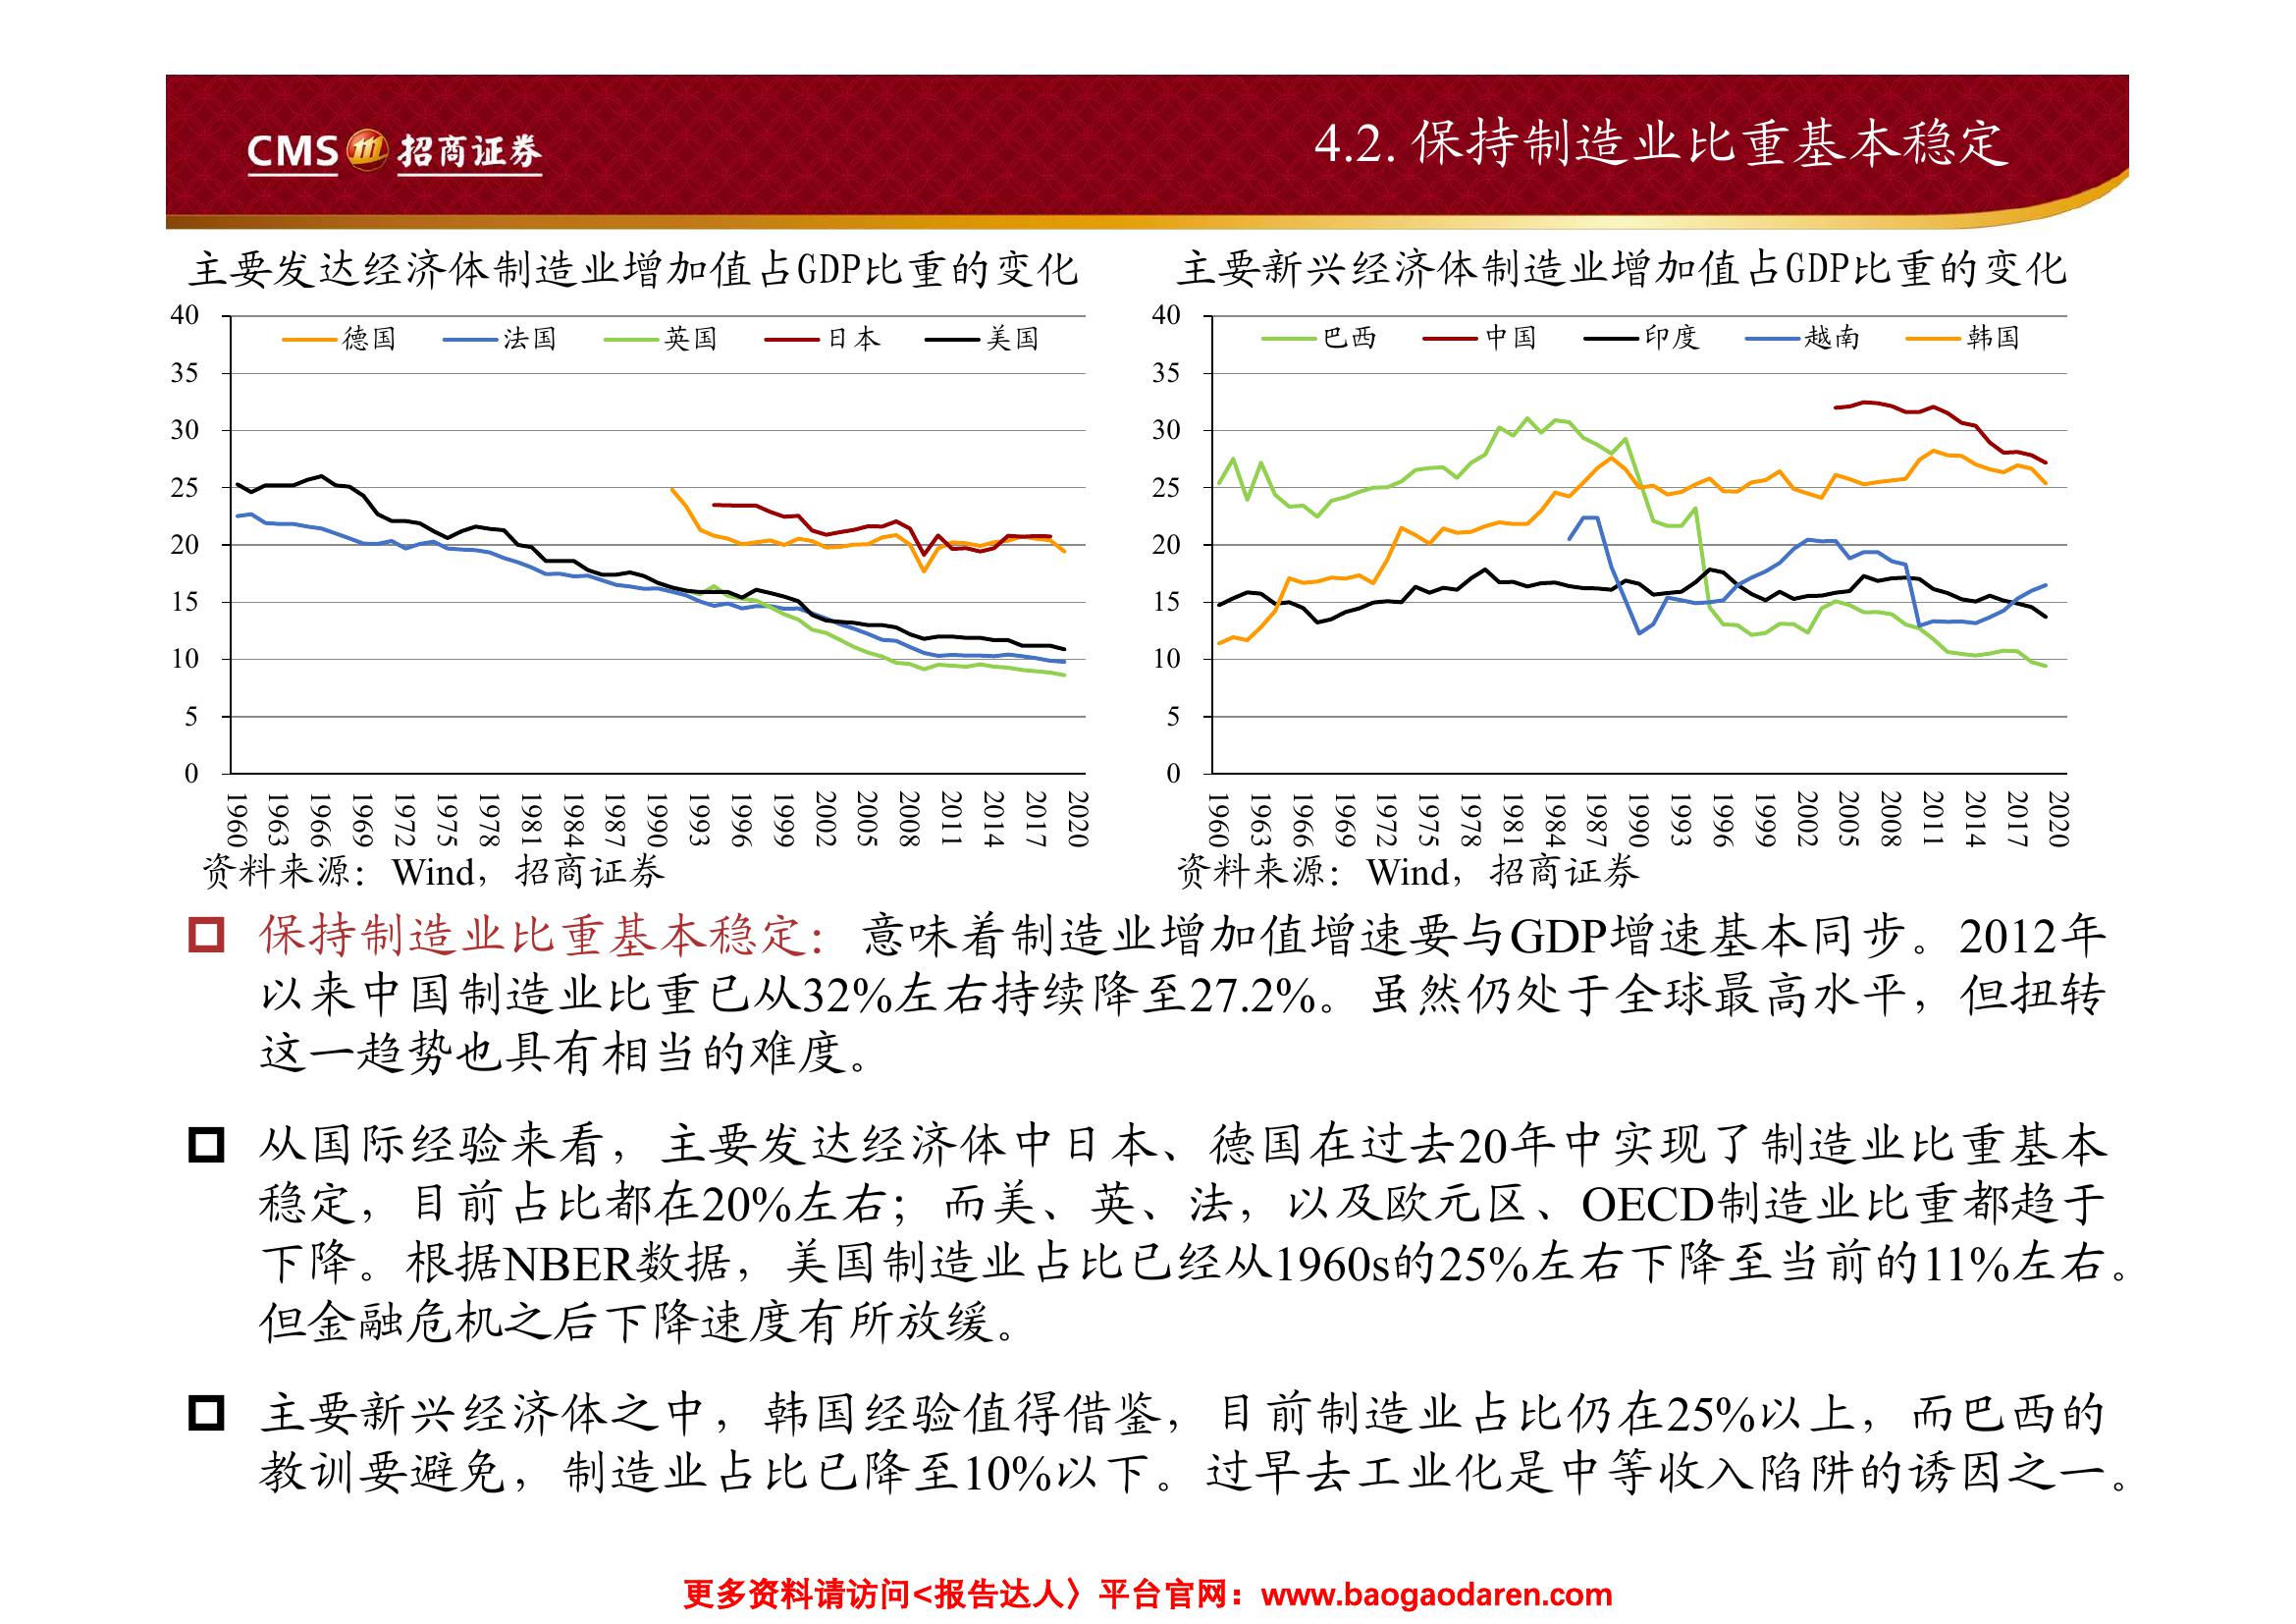 CMS 招商证券
4.2. 保持制造业比重基本稳定
主要发达经济体制造业增加值占GDP比重的变化
40
35
30
25
20
15
10
5
0
德国 法国 英国 日本 美国
1960 1963 1966 1969 1972 1975 1978 1981 1984 1987 1990 1993 1996 1999 2002 2005 2008 2011 2014 2017 2020
资料来源：Wind，招商证券
主要新兴经济体制造业增加值占GDP比重的变化
40
35
30
25
20
15
10
5
0
巴西 中国 印度 越南 韩国
1960 1963 1966 1969 1972 1975 1978 1981 1984 1987 1990 1993 1996 1999 2002 2005 2008 2011 2014 2017 2020
资料来源：Wind，招商证券
保持制造业比重基本稳定：意味着制造业增加值增速要与GDP增速基本同步。2012年
以来中国制造业比重已从32%左右持续降至27.2%。虽然仍处于全球最高水平，但扭转
这一趋势也具有相当的难度。
从国际经验来看，主要发达经济体中日本、德国在过去20年中实现了制造业比重基本
稳定，目前占比都在20%左右；而美、英、法，以及欧元区、OECD制造业比重都趋于
下降。根据NBER数据，美国制造业占比已经从1960s的25%左右下降至当前的11%左右。
但金融危机之后下降速度有所放缓。
主要新兴经济体之中，韩国经验值得借鉴，目前制造业占比仍在25%以上，而巴西的
教训要避免，制造业占比已降至10%以下。过早去工业化是中等收入陷阱的诱因之一。
更多资料请访问<报告达人〉平台官网：www.baogaodaren.com